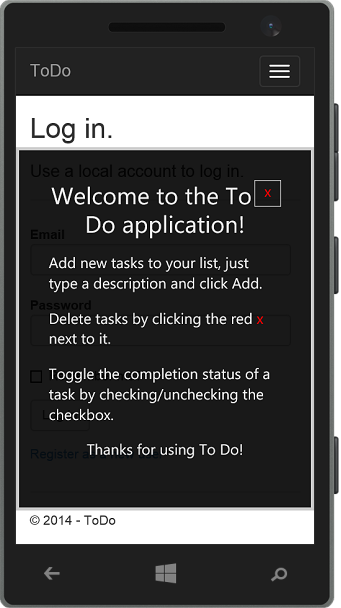 ToDo
Log in.
Use a local account to log in.
Welcome to the To
x
Do application!
Email
Add new tasks to your list, just
type a description and click Add.
Password
Delete tasks by clicking the red x
next to it.
Toggle the completion status of a
task by checking/unchecking the
checkbox.
Register as a
Thanks for using To Do!
© 2014 - ToDo